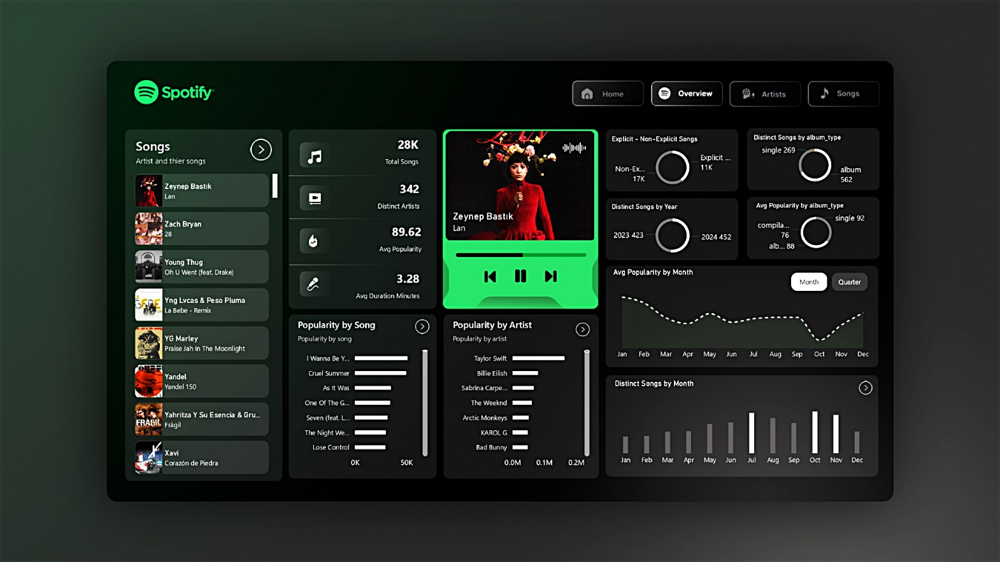 Spotify
Home
Overview
Artists
Songs
Songs
Artist and thier songs
Zeynep Bastık
Lan
Zach Bryan
28
Young Thug
Oh U Went (feat. Drake)
Yng Lvcas & Peso Pluma
La Bebe - Remix
YG Marley
Praise Jah In The Moonlight
Yandel
Yandel 150
Yahritza Y Su Esencia & Gru...
Frágil
Xavi
Corazón de Piedra
28K
Total Songs
342
Distinct Artists
89.62
Avg Popularity
3.28
Avg Duration Minutes
Zeynep Bastık
Lan
Popularity by Song
Popularity by song
I Wanna Be Y...
Cruel Summer
As It Was
One Of The G...
Seven (feat. L...
The Night We...
Lose Control
0K 50K
Popularity by Artist
Popularity by artist
Taylor Swift
Billie Eilish
Sabrina Carpe...
The Weeknd
Arctic Monkeys
KAROL G
Bad Bunny
0.0M 0.1M 0.2M
Explicit - Non-Explicit Songs
Explicit ...
11K
Non-Ex...
17K
Distinct Songs by album_type
single 269
album
562
Distinct Songs by Year
2023 423
2024 452
Avg Popularity by album_type
single 92
compila...
76
alb... 88
Avg Popularity by Month
Month
Quarter
Jan Feb Mar Apr May Jun Jul Aug Sep Oct Nov Dec
Distinct Songs by Month
Jan Feb Mar Apr May Jun Jul Aug Sep Oct Nov Dec